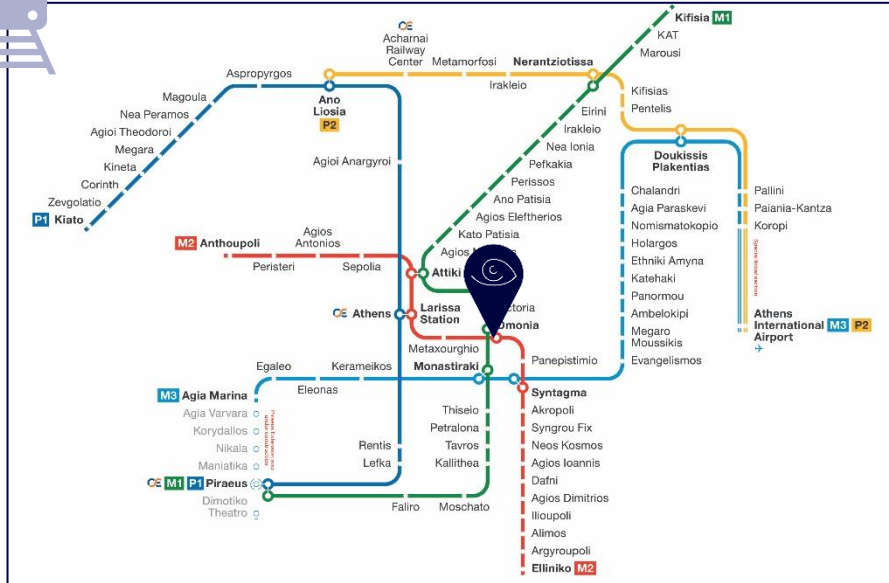 Kifisia M1
KAT
Marousi
Acharnai
Railway
Center
Metamorfosi
Nerantziotissa
Irakleio
Aspropyrgos
Magoula
Nea Peramos
Agioi Theodoroi
Megara
Kineta
Corinth
Zevgolatio
P1 Kiato
Ano
Liosia
P2
Agioi Anargyroi
Kifisias
Pentelis
Eirini
Irakleio
Nea Ionia
Pefkakia
Perissos
Ano Patisia
Agios Eleftherios
Kato Patisia
Agios
Attiki
Doukissis
Plakentias
Chalandri
Agia Paraskevi
Nomismatokopio
Holargos
Ethniki Amyna
Katehaki
Panormou
Ambelokipi
Megaro
Moussikis
Evangelismos
Pallini
Paiania-Kantza
Koropi
Athens
International
Airport
M3 P2
M2 Anthoupoli
Agios
Antonios
Peristeri
Sepolia
Athens
Larissa
Station
Omonia
Metaxourghio
Panepistimio
Monastiraki
Egaleo
Kerameikos
Eleonas
Syntagma
M3 Agia Marina
Agia Varvara
Korydallos
Nikaia
Maniatika
M1 P1 Piraeus
Dimotiko
Theatro
Rentis
Lefka
Thiseio
Petralona
Tavros
Kallithea
Faliro
Moschato
Akropoli
Syngrou Fix
Neos Kosmos
Agios Ioannis
Dafni
Agios Dimitrios
Ilioupoli
Alimos
Argyroupoli
Elliniko M2